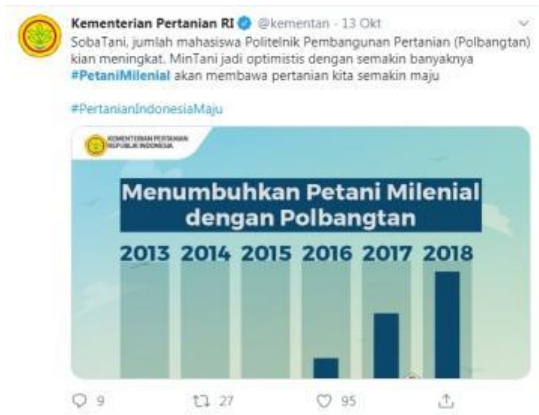 Kementerian Pertanian RI @kementan · 13 Okt
SobaTani, jumlah mahasiswa Politelnik Pembangunan Pertanian (Polbangtan)
kian meningkat. MinTani jadi optimistis dengan semakin banyaknya
#PetaniMilenial akan membawa pertanian kita semakin maju
#PertanianIndonesiaMaju
KEMENTERIAN PERTANIAN
REPUBLIK INDONESIA
Menumbuhkan Petani Milenial
dengan Polbangtan
2013 2014 2015 2016 2017 2018
9 27 95